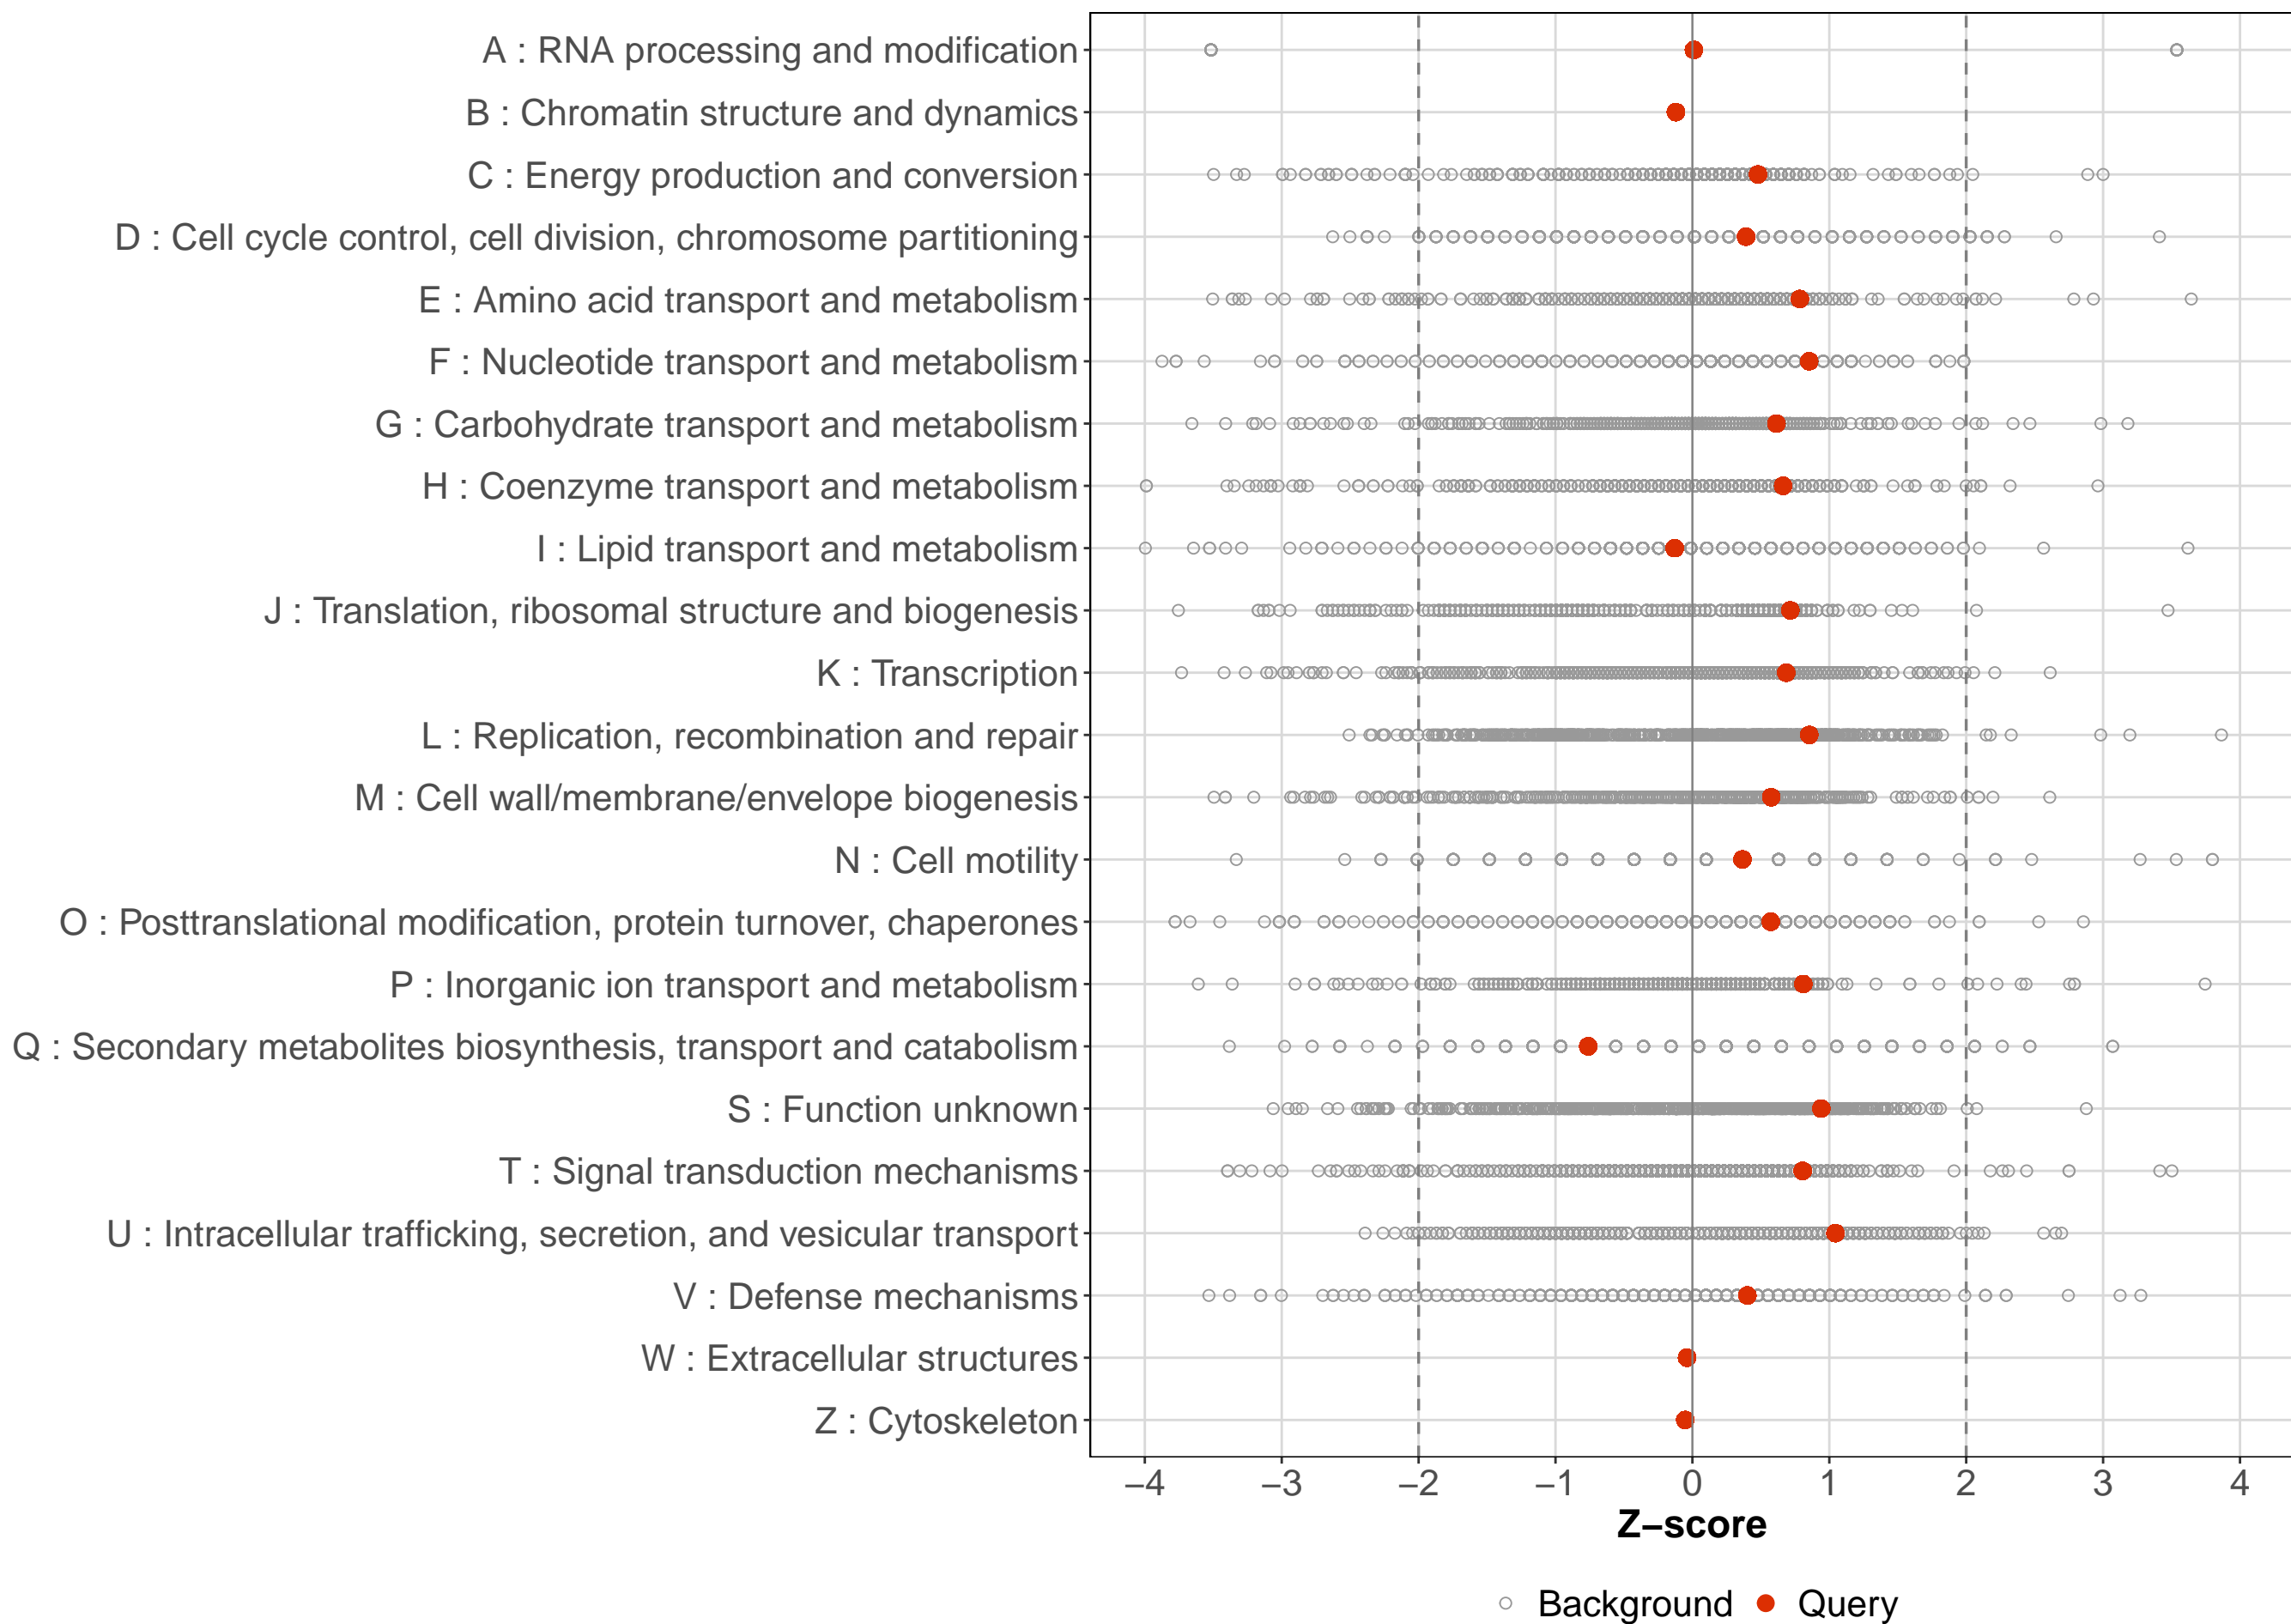 A : RNA processing and modification
B : Chromatin structure and dynamics
C : Energy production and conversion
D : Cell cycle control, cell division, chromosome partitioning
E : Amino acid transport and metabolism
F : Nucleotide transport and metabolism
G : Carbohydrate transport and metabolism
H : Coenzyme transport and metabolism
I : Lipid transport and metabolism
J : Translation, ribosomal structure and biogenesis
K : Transcription
L : Replication, recombination and repair
M : Cell wall/membrane/envelope biogenesis
N : Cell motility
O : Posttranslational modification, protein turnover, chaperones
P : Inorganic ion transport and metabolism
Q : Secondary metabolites biosynthesis, transport and catabolism
S : Function unknown
T : Signal transduction mechanisms
U : Intracellular trafficking, secretion, and vesicular transport
V : Defense mechanisms
W : Extracellular structures
Z : Cytoskeleton
−4 −3 −2 −1 0 1 2 3 4
Z−score
Background Query